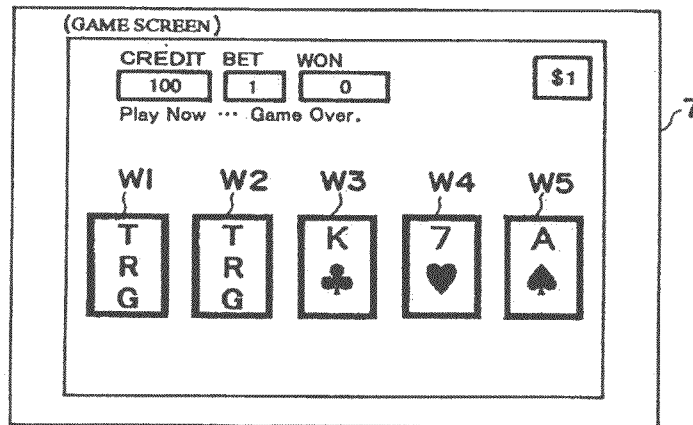 (GAME SCREEN)
CREDIT BET WON
100 1 0
$1
Play Now ··· Game Over.
7
W1 W2 W3 W4 W5
T T K 7 A
R R
G G